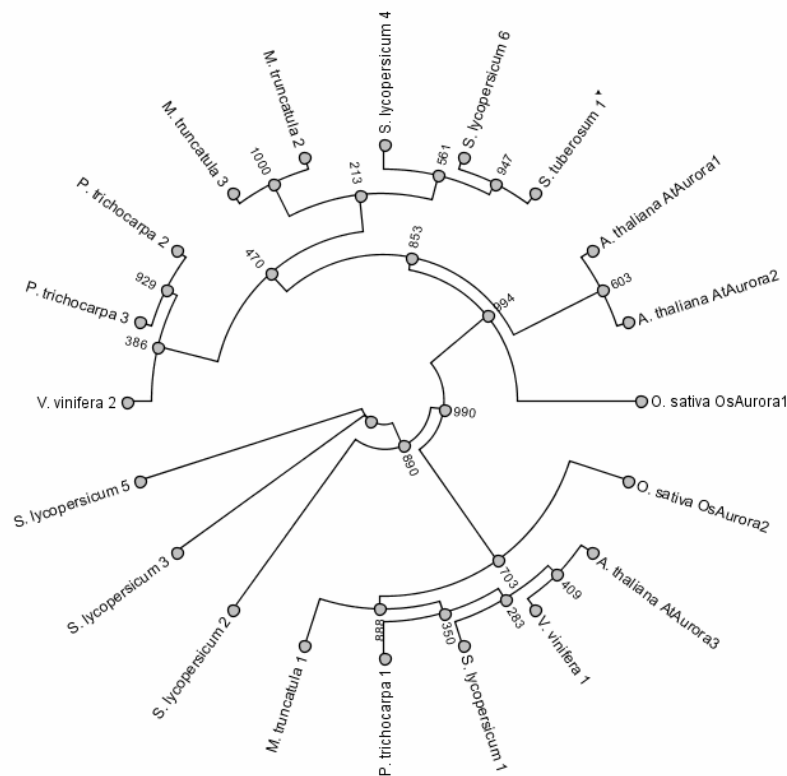 S. lycopersicum 4
S. lycopersicum 6
S. tuberosum 1
M. truncatula 2
M. truncatula 3
1000
213
561
947
A. thaliana AtAurora1
P. trichocarpa 2
853
470
603
929
A. thaliana AtAurora2
P. trichocarpa 3
994
386
V. vinifera 2
O. sativa OsAurora1
990
890
S. lycopersicum 5
O. sativa OsAurora2
S. lycopersicum 3
703
409
A. thaliana AtAurora3
S. lycopersicum 2
888
350
283
V. vinifera 1
M. truncatula 1
P. trichocarpa 1
S. lycopersicum 1